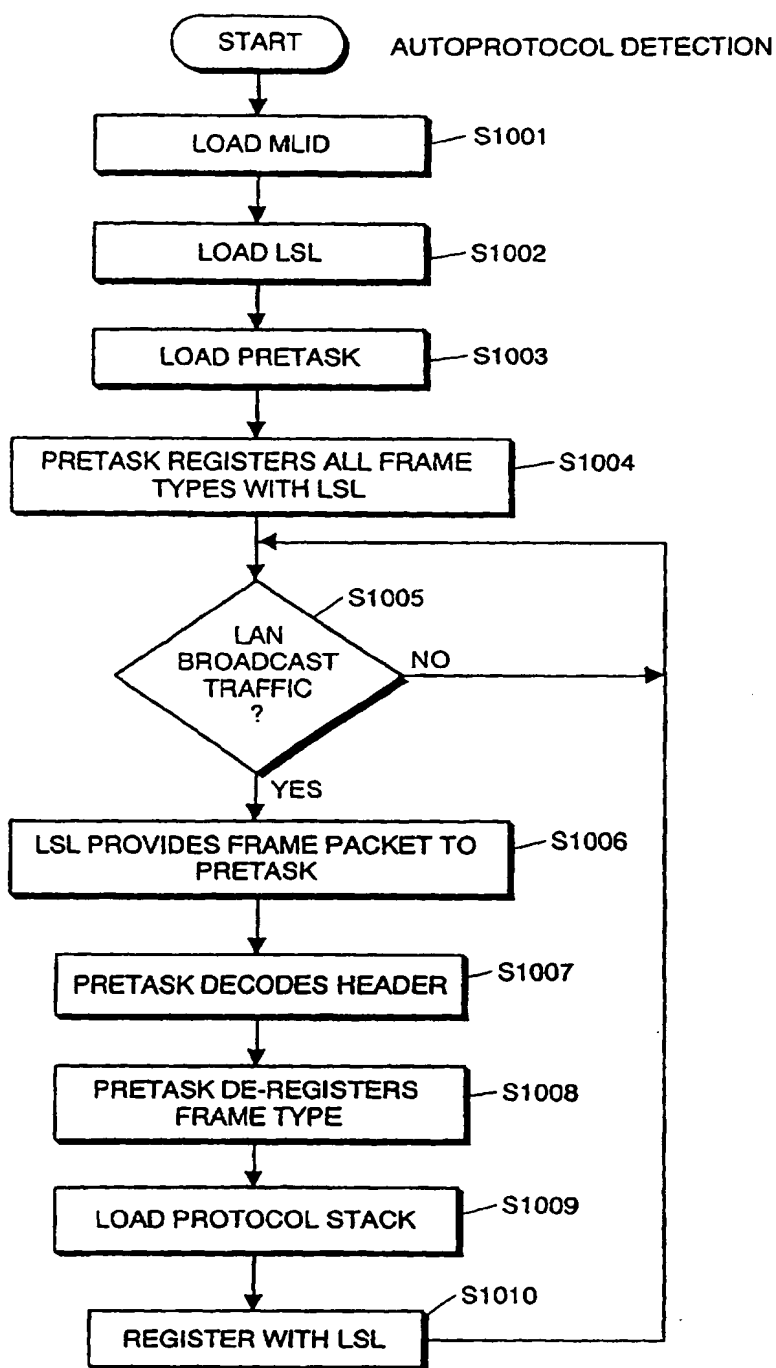 START
AUTOPROTOCOL DETECTION
LOAD MLID
S1001
LOAD LSL
S1002
LOAD PRETASK
S1003
PRETASK REGISTERS ALL FRAME
TYPES WITH LSL
S1004
S1005
LAN
BROADCAST
TRAFFIC
?
NO
YES
LSL PROVIDES FRAME PACKET TO
PRETASK
S1006
PRETASK DECODES HEADER
S1007
PRETASK DE-REGISTERS
FRAME TYPE
S1008
LOAD PROTOCOL STACK
S1009
REGISTER WITH LSL
S1010